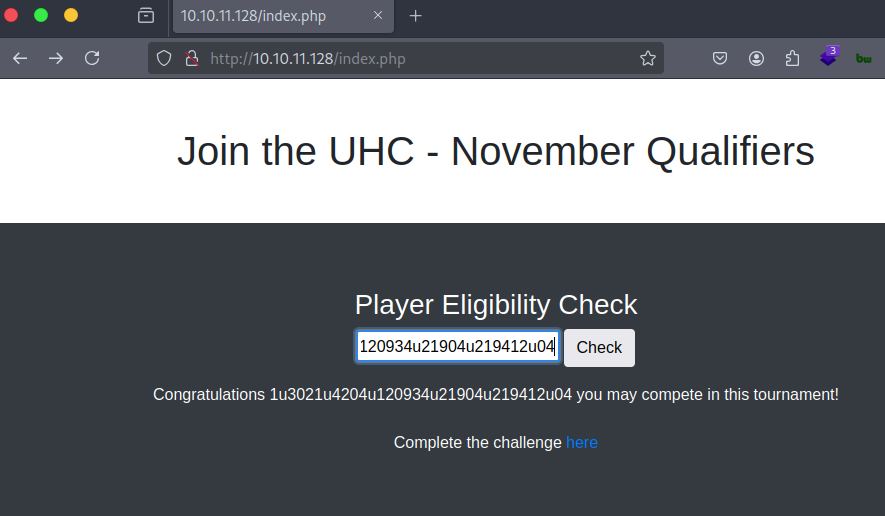 10.10.11.128/index.php
http://10.10.11.128/index.php
3
bw
Join the UHC - November Qualifiers
Player Eligibility Check
120934u21904u219412u04 Check
Congratulations 1u3021u4204u120934u21904u219412u04 you may compete in this tournament!
Complete the challenge here